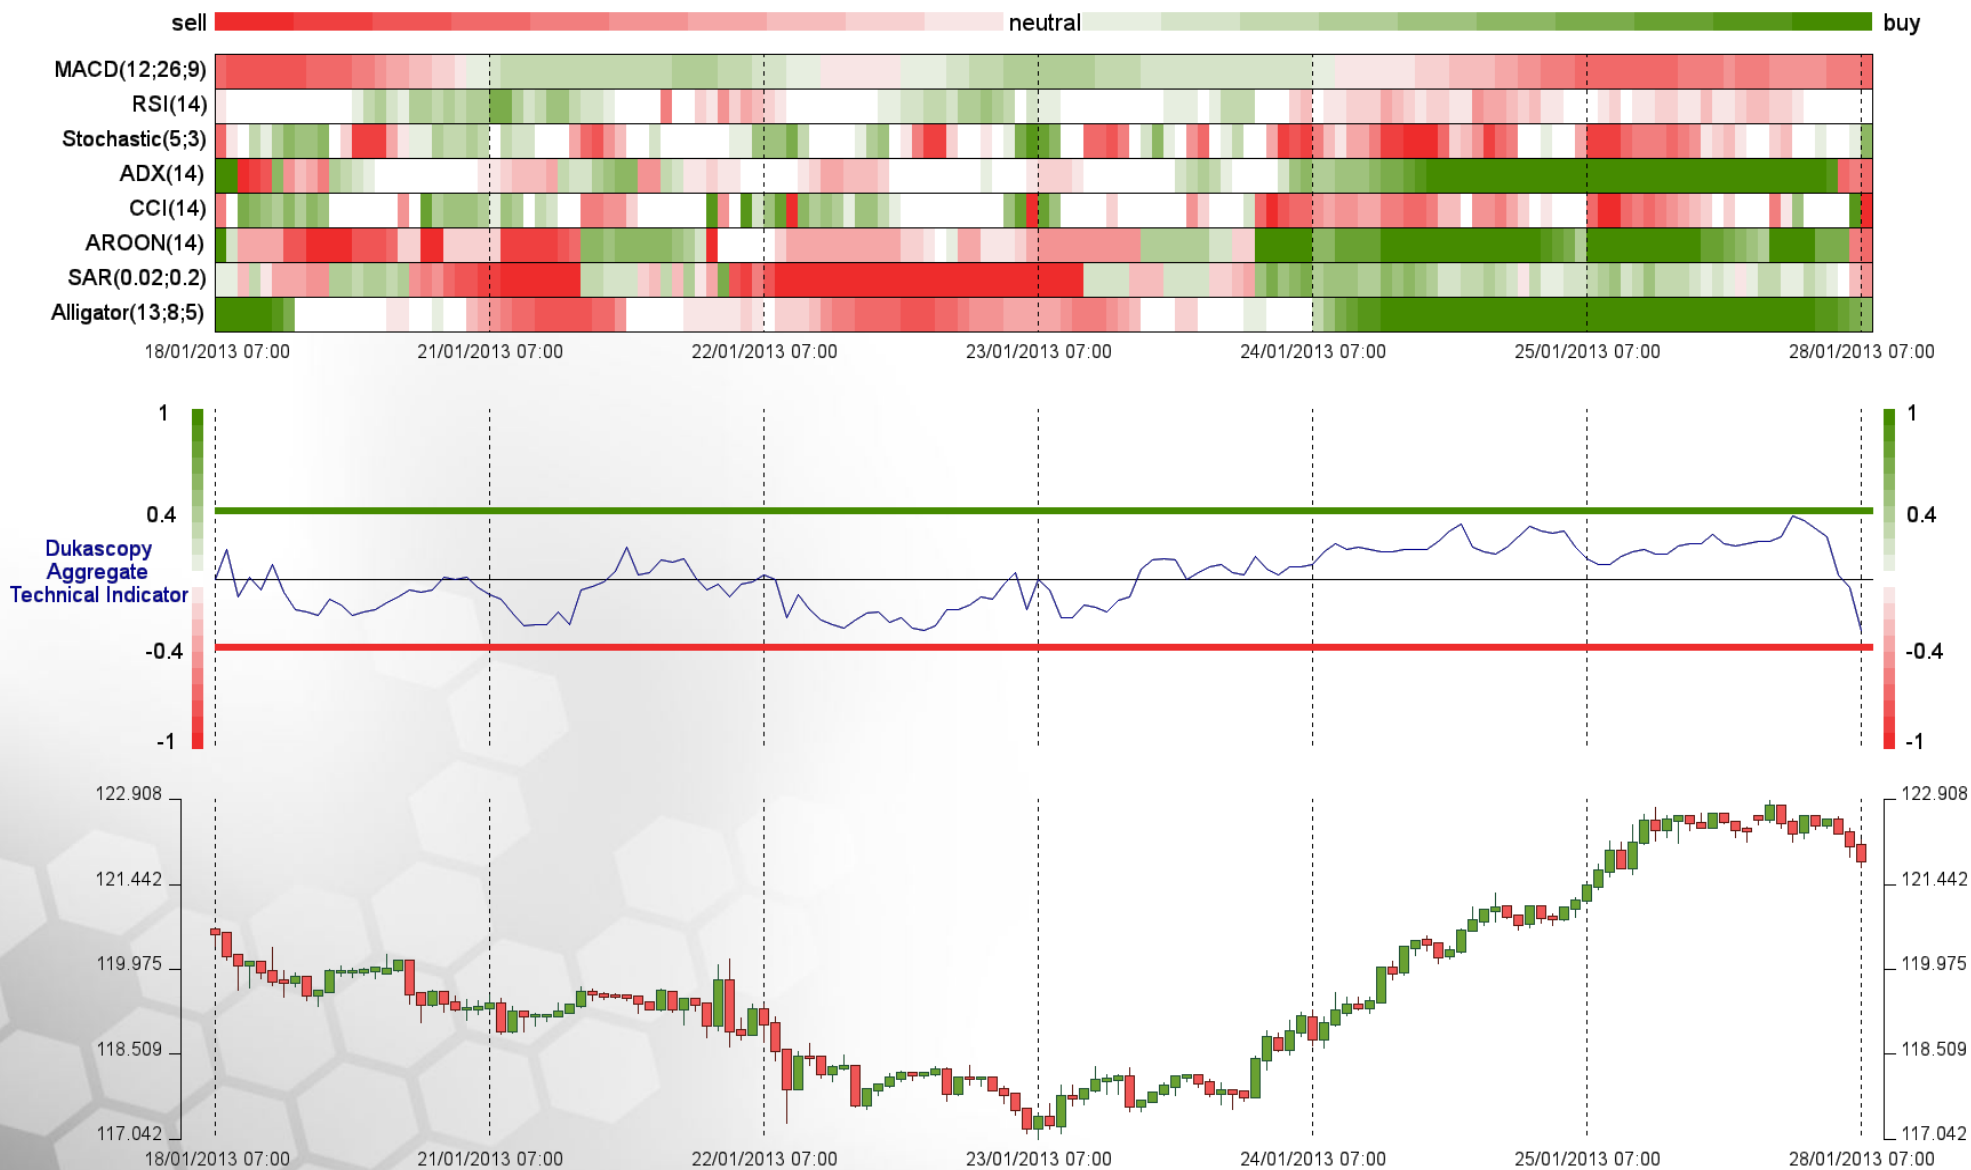 sell neutral buy
MACD(12;26;9)
RSI(14)
Stochastic(5;3)
ADX(14)
CCI(14)
AROON(14)
SAR(0.02;0.2)
Alligator(13;8;5)
18/01/2013 07:00 21/01/2013 07:00 22/01/2013 07:00 23/01/2013 07:00 24/01/2013 07:00 25/01/2013 07:00 28/01/2013 07:00
1 1
0.4 0.4
Dukascopy
Aggregate
Technical Indicator
-0.4 -0.4
-1 -1
122.908 122.908
121.442 121.442
119.975 119.975
118.509 118.509
117.042 117.042
18/01/2013 07:00 21/01/2013 07:00 22/01/2013 07:00 23/01/2013 07:00 24/01/2013 07:00 25/01/2013 07:00 28/01/2013 07:00